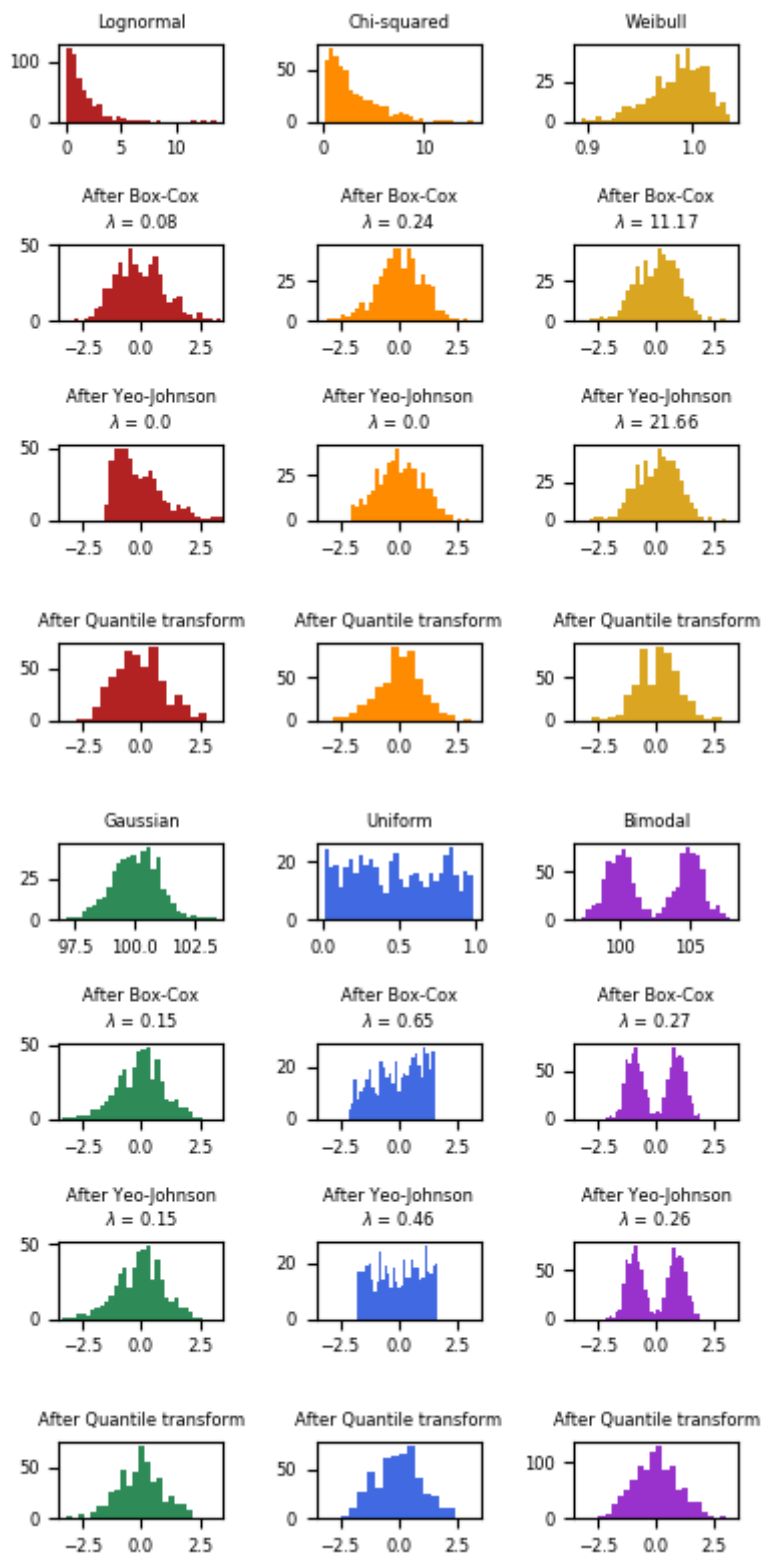 Lognormal Chi-squared Weibull
100 50 25
0 0 0
0 5 10 0 10 0.9 1.0
After Box-Cox After Box-Cox After Box-Cox
λ = 0.08 λ = 0.24 λ = 11.17
50 25 25
0 0 0
−2.5 0.0 2.5 −2.5 0.0 2.5 −2.5 0.0 2.5
After Yeo-Johnson After Yeo-Johnson After Yeo-Johnson
λ = 0.0 λ = 0.0 λ = 21.66
50 25 25
0 0 0
−2.5 0.0 2.5 −2.5 0.0 2.5 −2.5 0.0 2.5
After Quantile transform After Quantile transform After Quantile transform
50 50 50
0 0 0
−2.5 0.0 2.5 −2.5 0.0 2.5 −2.5 0.0 2.5
Gaussian Uniform Bimodal
25 20 50
0 0 0
97.5 100.0 102.5 0.0 0.5 1.0 100 105
After Box-Cox After Box-Cox After Box-Cox
λ = 0.15 λ = 0.65 λ = 0.27
50 20 50
0 0 0
−2.5 0.0 2.5 −2.5 0.0 2.5 −2.5 0.0 2.5
After Yeo-Johnson After Yeo-Johnson After Yeo-Johnson
λ = 0.15 λ = 0.46 λ = 0.26
50 20 50
0 0 0
−2.5 0.0 2.5 −2.5 0.0 2.5 −2.5 0.0 2.5
After Quantile transform After Quantile transform After Quantile transform
50 50 100
0 0 0
−2.5 0.0 2.5 −2.5 0.0 2.5 −2.5 0.0 2.5